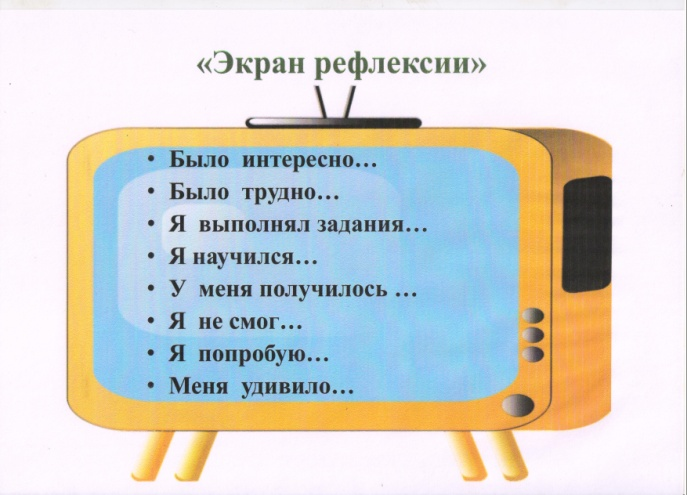 «Экран рефлексии»
• Было интересно…
• Было трудно…
• Я выполнял задания…
• Я научился…
• У меня получилось …
• Я не смог…
• Я попробую…
• Меня удивило…